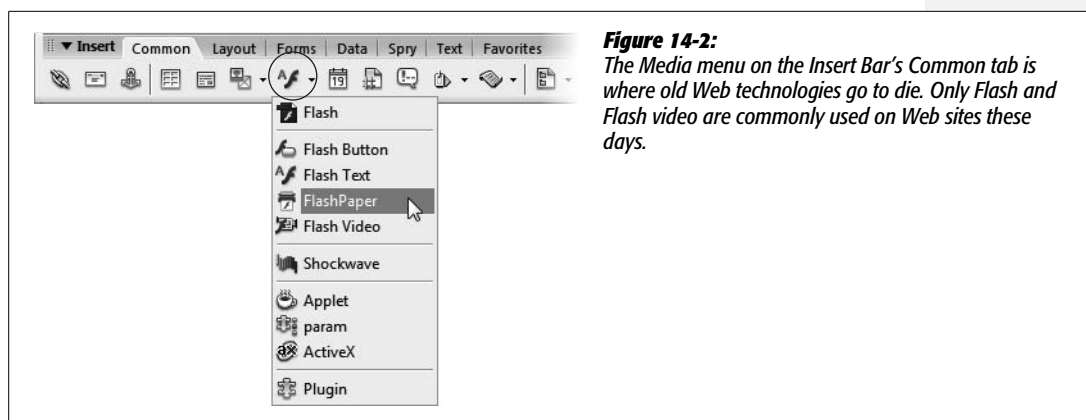 ▼ Insert Common Layout Forms Data Spry Text Favorites
19
Flash
Flash Button
Flash Text
FlashPaper
Flash Video
Shockwave
Applet
param
ActiveX
Plugin
Figure 14-2:
The Media menu on the Insert Bar's Common tab is
where old Web technologies go to die. Only Flash and
Flash video are commonly used on Web sites these
days.